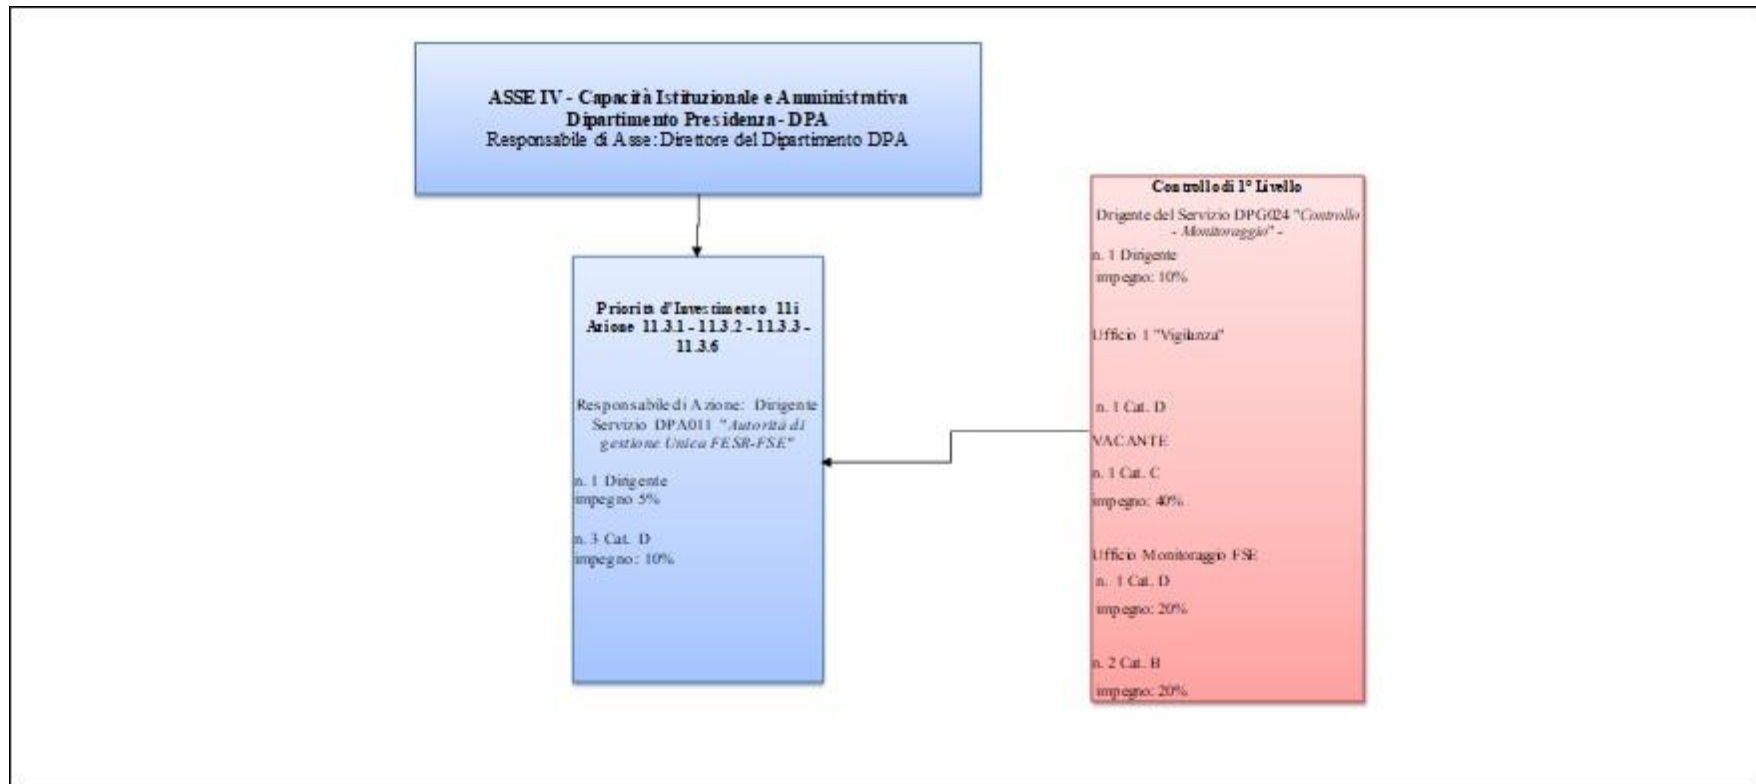 ASSE IV - Capacità Istituzionale e Amministrativa
Dipartimento Presidenza - DPA
Responsabile di Asse: Direttore del Dipartimento DPA
Priorità d'Investimento 11i
Azione 11.3.1 - 11.3.2 - 11.3.3 -
11.3.6
Responsabile di Azione: Dirigente
Servizio DPA011 "Autorità di
gestione Unica FESR-FSE"
n. 1 Dirigente
impegno 5%
n. 3 Cat. D
impegno: 10%
Controllo di 1° Livello
Drigente del Servizio DPG024 "Controllo
- Monitoraggio" -
n. 1 Dirigente
impegno: 10%
Ufficio 1 "Vigilanza"
n. 1 Cat. D
VACANTE
n. 1 Cat. C
impegno: 40%
Ufficio Monitoraggio FSE
n. 1 Cat. D
impegno: 20%
n. 2 Cat. B
impegno: 20%